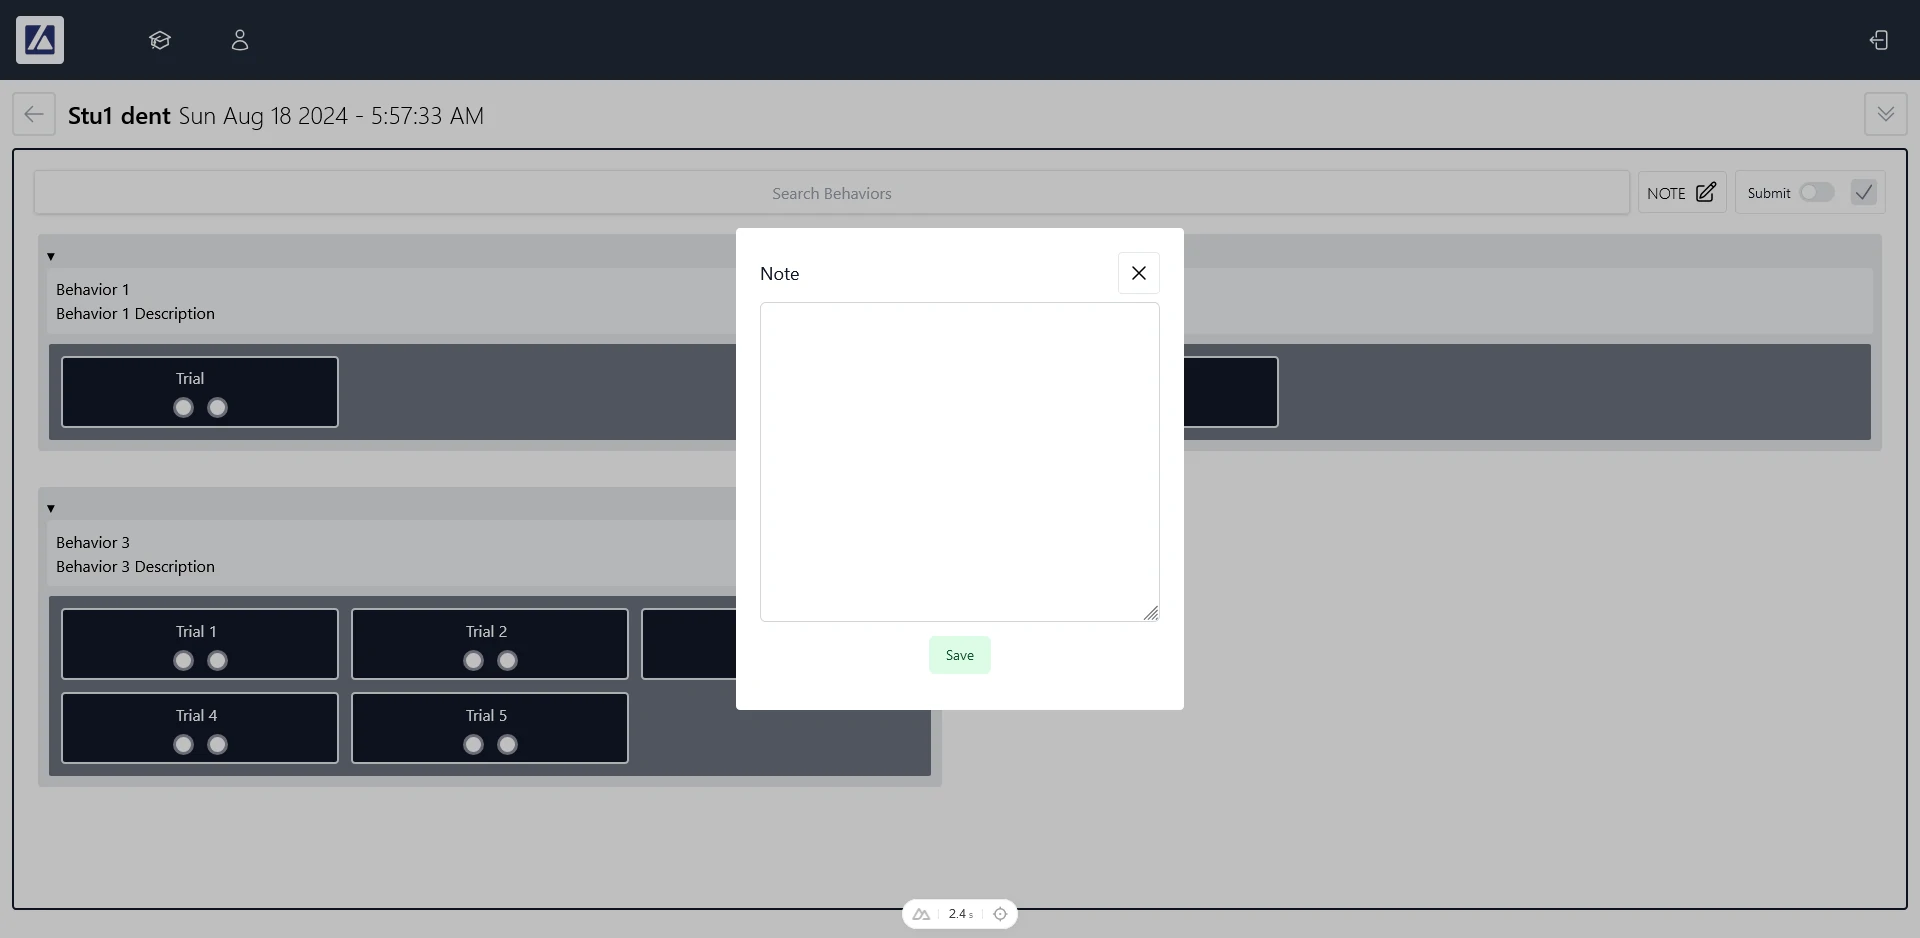 Stu1 dent Sun Aug 18 2024 - 5:57:33 AM
Search Behaviors
NOTE
Submit
Note
Save
Behavior 1
Behavior 1 Description
Trial
Behavior 3
Behavior 3 Description
Trial 1
Trial 2
Trial 4
Trial 5
2.4 s